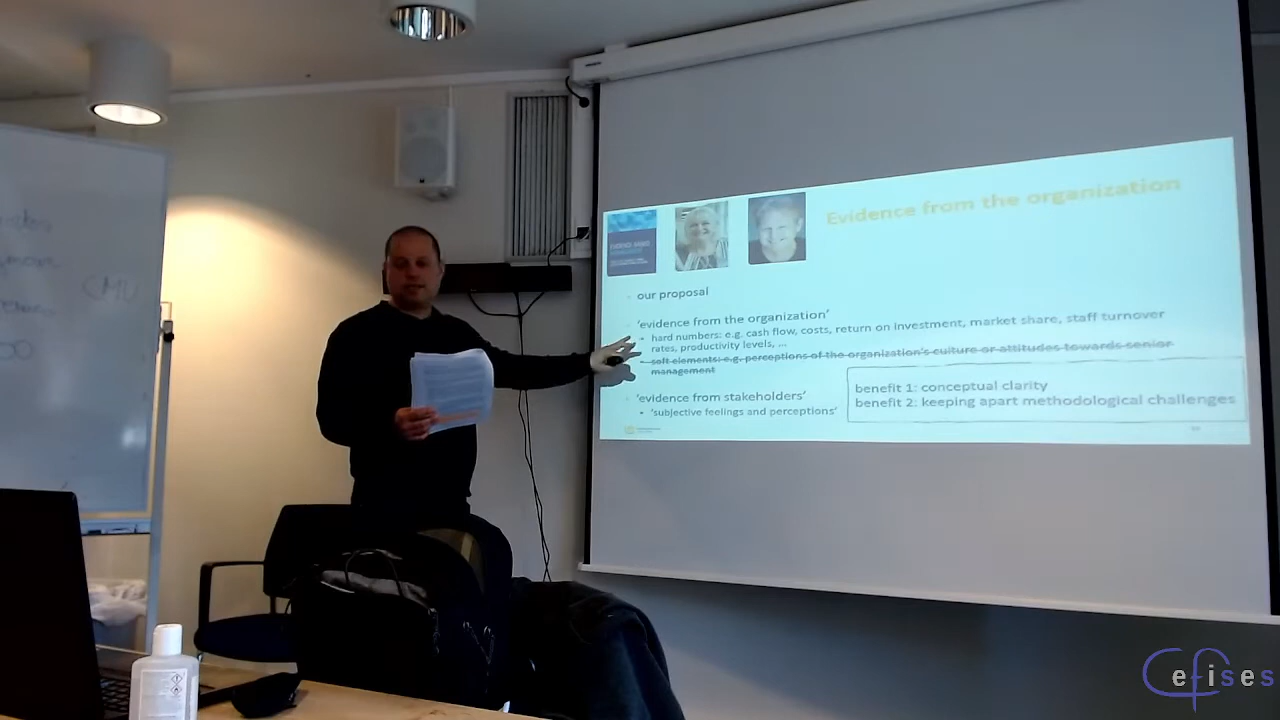 CMU
Evidence from the organization
our proposal
'evidence from the organization'
hard numbers: e.g. cash flow, costs, return on investment, market share, staff turnover
rates, productivity levels, ...
soft elements: e.g. perceptions of the organization's culture or attitudes towards senior
management
'evidence from stakeholders'
'subjective feelings and perceptions'
benefit 1: conceptual clarity
benefit 2: keeping apart methodological challenges
Cefises